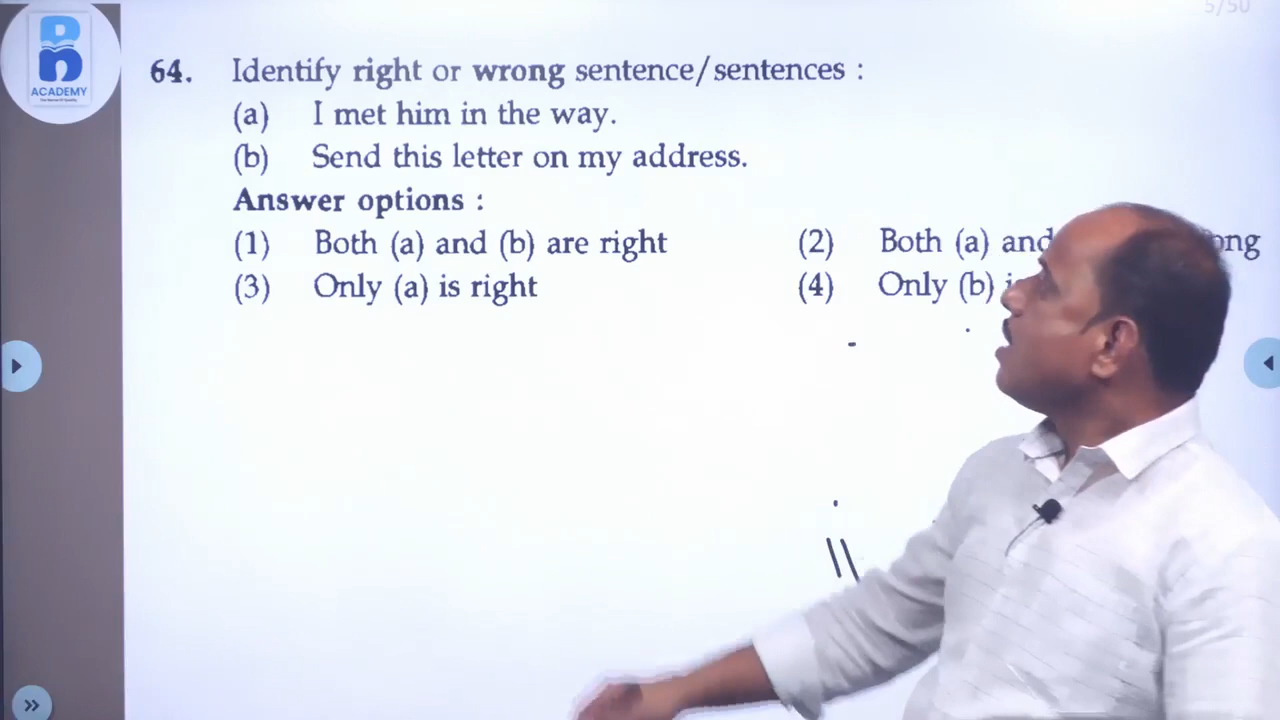 5/50
ACADEMY
64. Identify right or wrong sentence/sentences :
(a) I met him in the way.
(b) Send this letter on my address.
Answer options :
(1) Both (a) and (b) are right (2) Both (a) and
(3) Only (a) is right (4) Only (b)